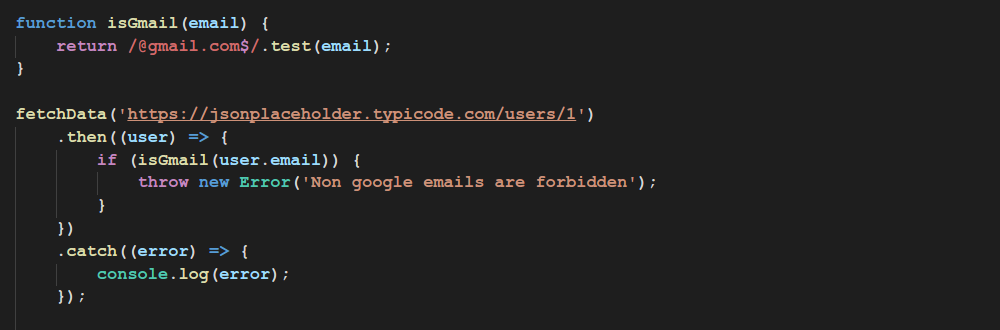 function isGmail(email) {
    return /@gmail.com$/.test(email);
}

fetchData('https://jsonplaceholder.typicode.com/users/1')
    .then((user) => {
        if (isGmail(user.email)) {
            throw new Error('Non google emails are forbidden');
        }
    })
    .catch((error) => {
        console.log(error);
    });